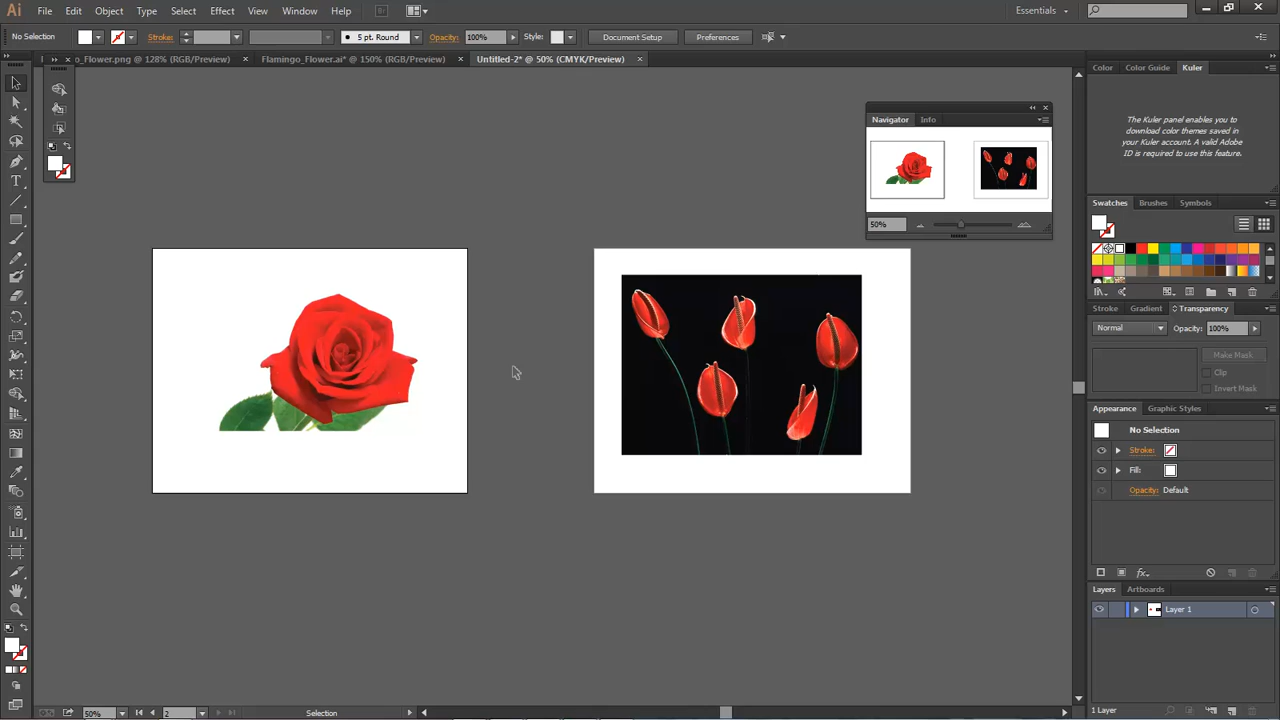 Ai File Edit Object Type Select Effect View Window Help Br Essentials
No Selection Stroke: 5 pt. Round Opacity: 100% Style: Document Setup Preferences
o_Flower.png @ 128% (RGB/Preview) × Flamingo_Flower.ai* @ 150% (RGB/Preview) × Untitled-2* @ 50% (CMYK/Preview) ×
Color Color Guide Kuler
Navigator Info
The Kuler panel enables you to
download color themes saved in
your Kuler account. A valid Adobe
ID is required to use this feature.
50%
Swatches Brushes Symbols
Stroke Gradient Transparency
Normal Opacity: 100%
Make Mask
Clip
Invert Mask
Appearance Graphic Styles
No Selection
Stroke:
Fill:
Opacity: Default
fx
Layers Artboards
Layer 1
1 Layer
50% 2 Selection